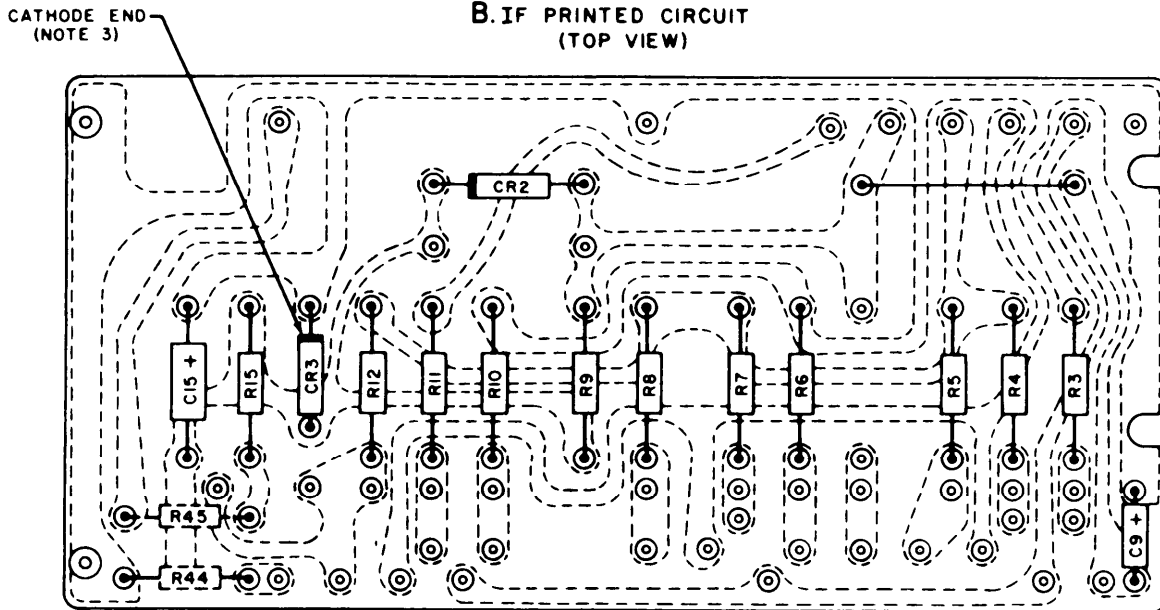 CATHODE END
(NOTE 3)
B. IF PRINTED CIRCUIT
(TOP VIEW)
CR2
C15 +
R15
CR3
R12
R11
R10
R9
R8
R7
R6
R5
R4
R3
R45
R44
C9 +